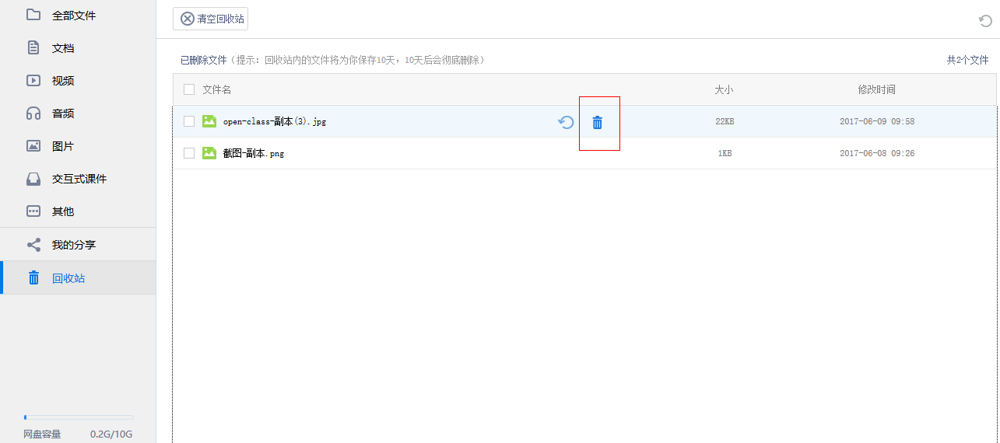 全部文件
文档
视频
音频
图片
交互式课件
其他
我的分享
回收站
网盘容量 0.2G/10G
清空回收站
已删除文件（提示：回收站内的文件将为你保存10天，10天后会彻底删除） 共2个文件
文件名 大小 修改时间
open-class-副本(3).jpg 22KB 2017-06-09 09:58
截图-副本.png 1KB 2017-06-08 09:26